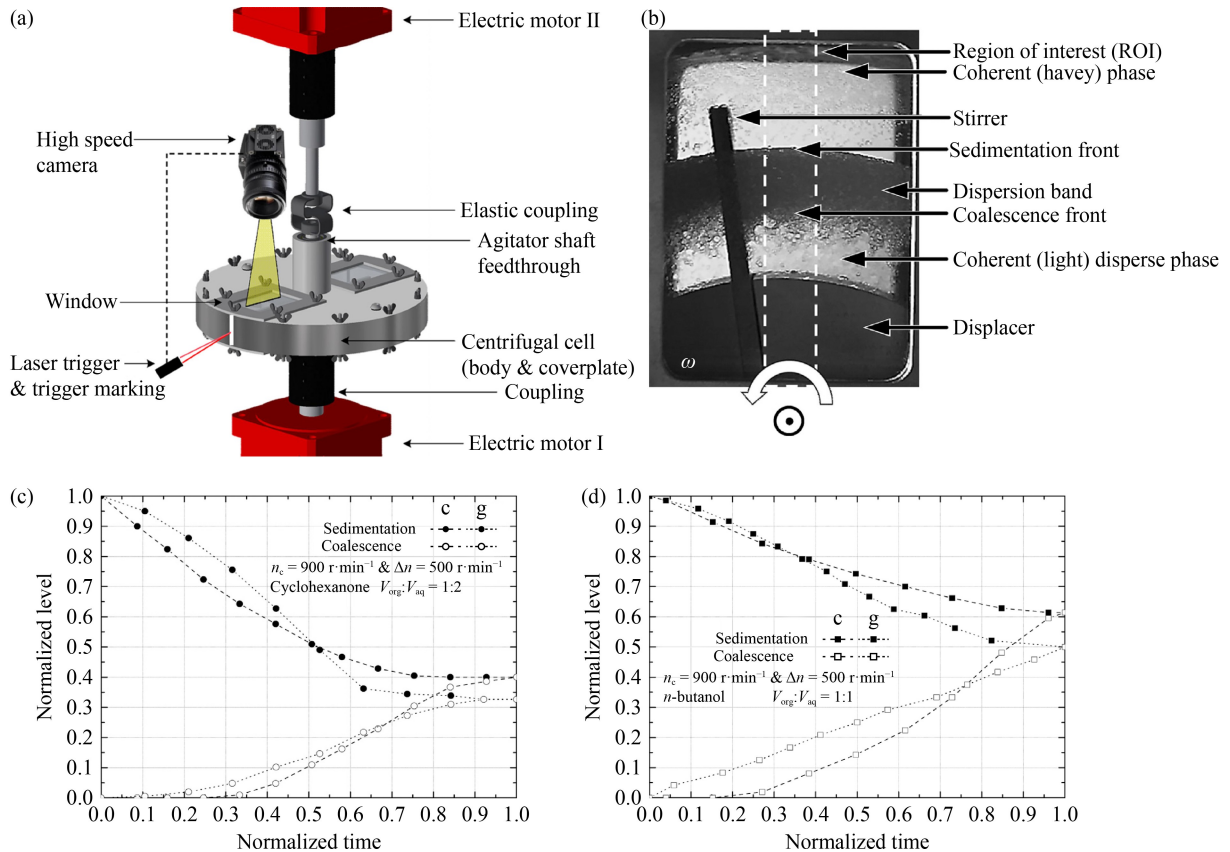 (a)
Electric motor II
High speed
camera
Elastic coupling
Agitator shaft
feedthrough
Window
Laser trigger
& trigger marking
Centrifugal cell
(body & coverplate)
Coupling
Electric motor I
(b)
Region of interest (ROI)
Coherent (havey) phase
Stirrer
Sedimentation front
Dispersion band
Coalescence front
Coherent (light) disperse phase
Displacer
ω
(c)
1.0
0.9
0.8
0.7
0.6
0.5
0.4
0.3
0.2
0.1
0.0
Normalized level
c g
Sedimentation
Coalescence
n_c = 900 r·min⁻¹ & Δn = 500 r·min⁻¹
Cyclohexanone V_org:V_aq = 1:2
0.0 0.1 0.2 0.3 0.4 0.5 0.6 0.7 0.8 0.9 1.0
Normalized time
(d)
1.0
0.9
0.8
0.7
0.6
0.5
0.4
0.3
0.2
0.1
0.0
Normalized level
c g
Sedimentation
Coalescence
n_c = 900 r·min⁻¹ & Δn = 500 r·min⁻¹
n-butanol V_org:V_aq = 1:1
0.0 0.1 0.2 0.3 0.4 0.5 0.6 0.7 0.8 0.9 1.0
Normalized time